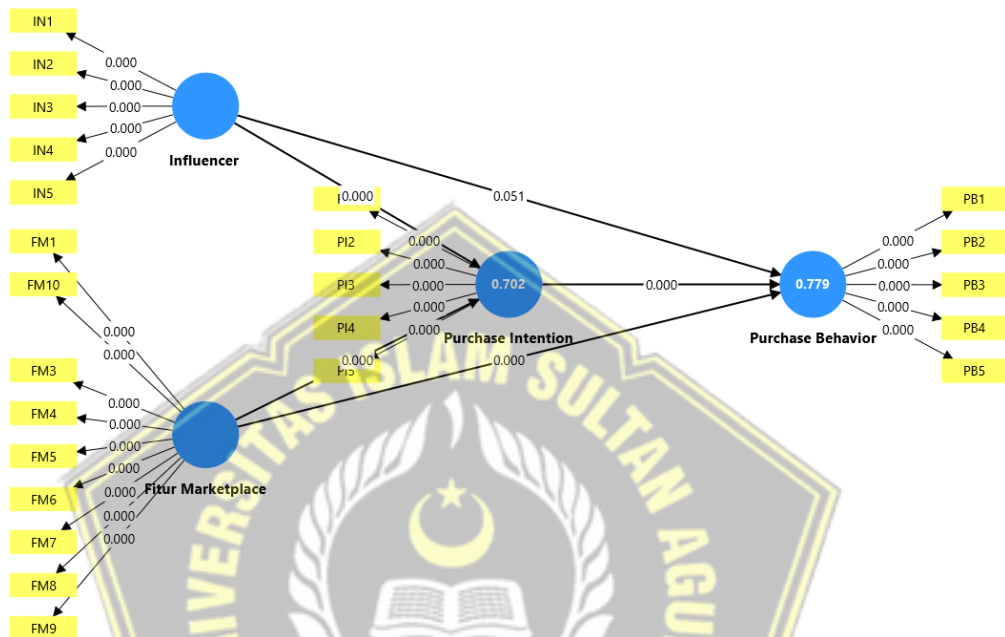 IN1
0.000
IN2
0.000
IN3
0.000
IN4
0.000
IN5
0.000
Influencer
FM1
0.000
FM10
0.000
FM3
0.000
FM4
0.000
FM5
0.000
FM6
0.000
FM7
0.000
FM8
0.000
FM9
0.000
Fitur Marketplace
0.000
0.051
0.000
0.000
0.000
PI2
0.000
PI3
0.000
PI4
0.000
PI5
0.000
0.702
Purchase Intention
0.000
0.779
Purchase Behavior
PB1
0.000
PB2
0.000
PB3
0.000
PB4
0.000
PB5
0.000
NIVERSITAS ISLAM SULTAN AGU